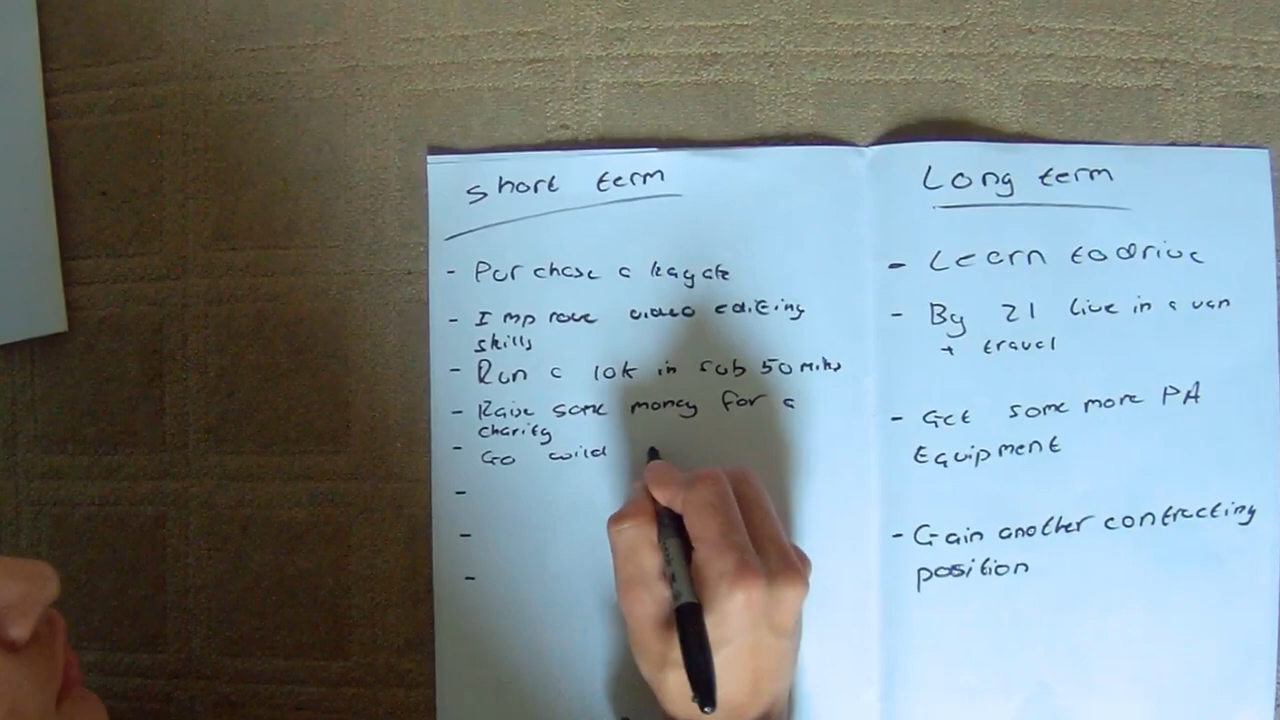 Short term
- Purchase a kayak
- Improve video editing
skills
- Run a 10k in sub 50 mins
- Raise some money for a
charity
- Go wild
-
-
-
Long term
- Learn to drive
- By 21 live in a van
+ travel
- Get some more PA
Equipment
- Gain another contracting
position